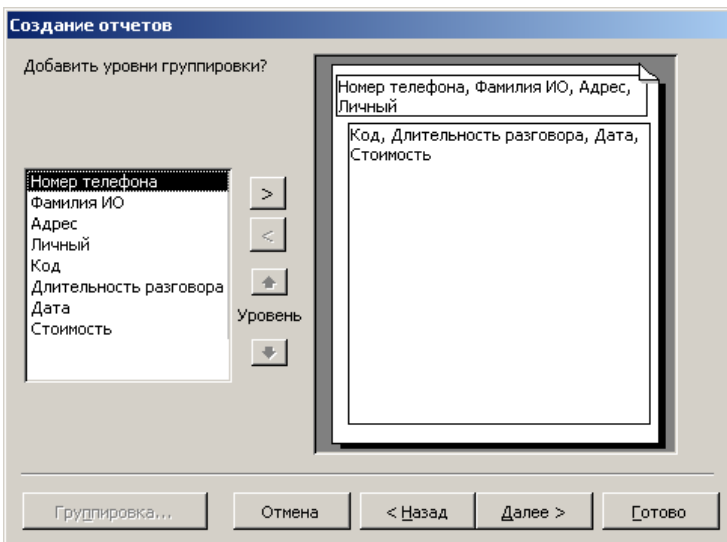 Создание отчетов
Добавить уровни группировки?
Номер телефона, Фамилия ИО, Адрес,
Личный
Код, Длительность разговора, Дата,
Стоимость
Номер телефона
Фамилия ИО
Адрес
Личный
Код
Длительность разговора
Дата
Стоимость
>
<
Уровень
Группировка...
Отмена
< Назад
Далее >
Готово